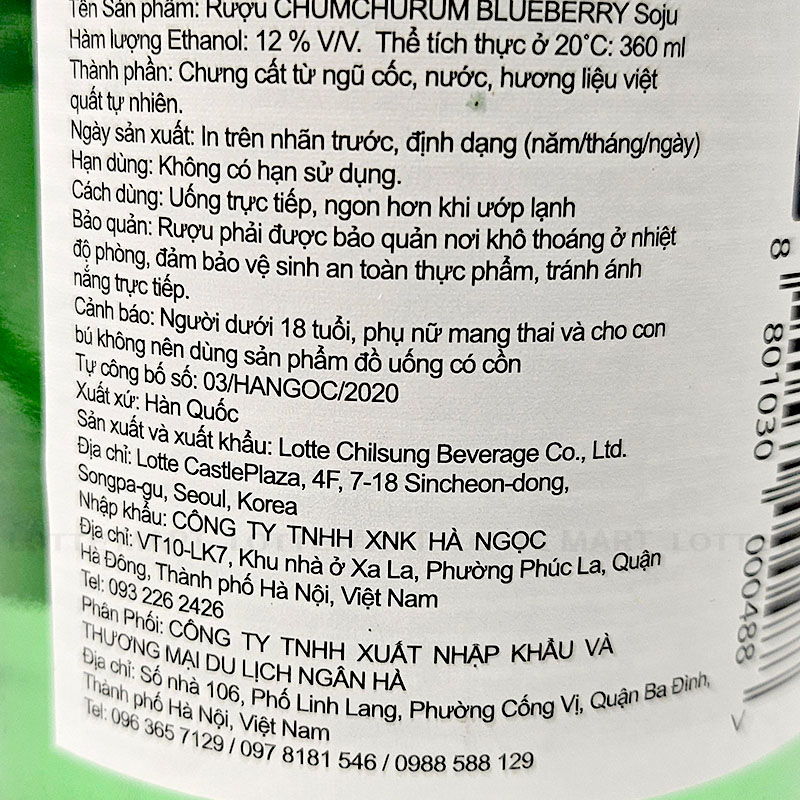 Tên Sản phẩm: Rượu CHUMCHURUM BLUEBERRY Soju
Hàm lượng Ethanol: 12 % V/V. Thể tích thực ở 20°C: 360 ml
Thành phần: Chưng cất từ ngũ cốc, nước, hương liệu việt
quất tự nhiên.
Ngày sản xuất: In trên nhãn trước, định dạng (năm/tháng/ngày)
Hạn dùng: Không có hạn sử dụng.
Cách dùng: Uống trực tiếp, ngon hơn khi ướp lạnh
Bảo quản: Rượu phải được bảo quản nơi khô thoáng ở nhiệt
độ phòng, đảm bảo vệ sinh an toàn thực phẩm, tránh ánh
nắng trực tiếp.
Cảnh báo: Người dưới 18 tuổi, phụ nữ mang thai và cho con
bú không nên dùng sản phẩm đồ uống có cồn
Tự công bố số: 03/HANGOC/2020
Xuất xứ: Hàn Quốc
Sản xuất và xuất khẩu: Lotte Chilsung Beverage Co., Ltd.
Địa chỉ: Lotte CastlePlaza, 4F, 7-18 Sincheon-dong,
Songpa-gu, Seoul, Korea
Nhập khẩu: CÔNG TY TNHH XNK HÀ NGỌC
Địa chỉ: VT10-LK7, Khu nhà ở Xa La, Phường Phúc La, Quận
Hà Đông, Thành phố Hà Nội, Việt Nam
Tel: 093 226 2426
Phân Phối: CÔNG TY TNHH XUẤT NHẬP KHẨU VÀ
THƯƠNG MẠI DU LỊCH NGÂN HÀ
Địa chỉ: Số nhà 106, Phố Linh Lang, Phường Cống Vị, Quận Ba Đình,
Thành phố Hà Nội, Việt Nam
Tel: 096 365 7129 / 097 8181 546 / 0988 588 129
8 801030 000488 >